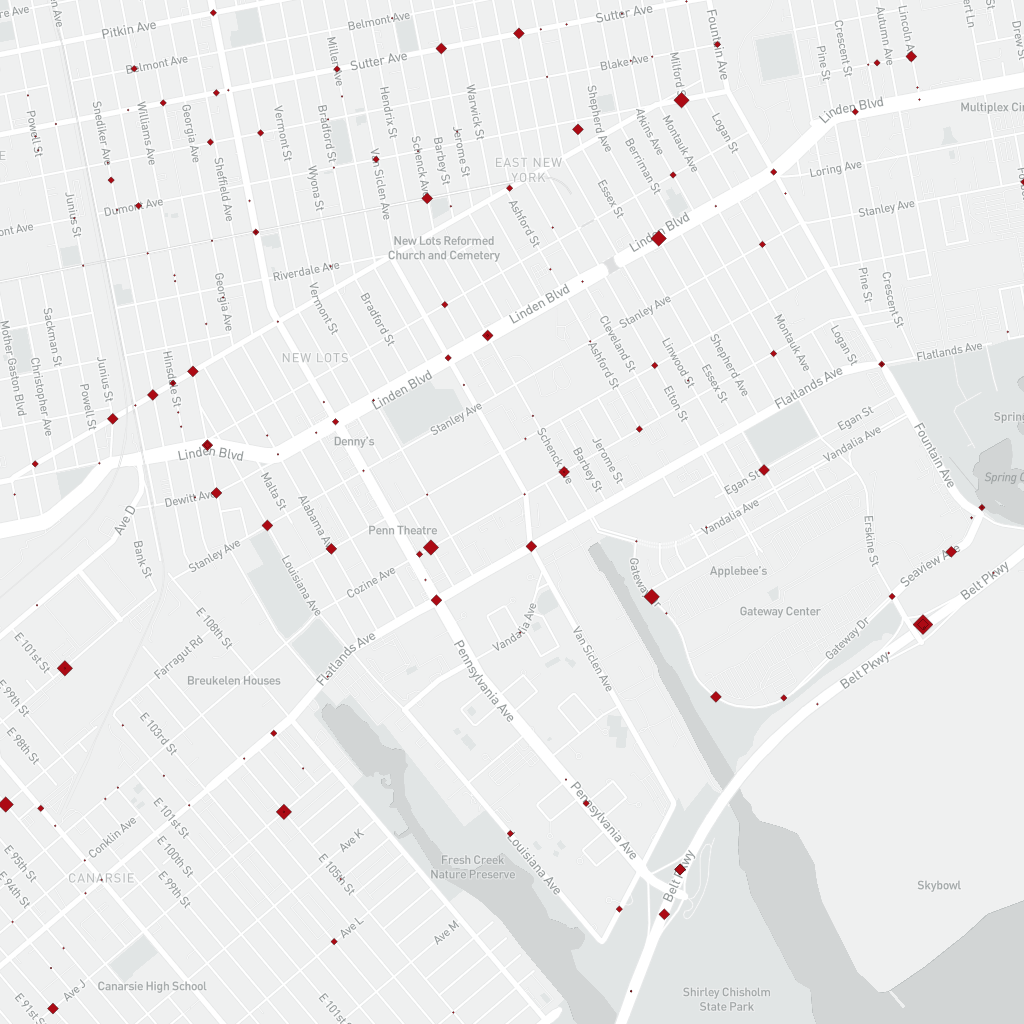 Pitkin Ave
Belmont Ave
Sutter Ave
Fountain Ave
Autumn Ave
Lincoln Ave
Crescent St
Pine St
Drew St
Belmont Ave
Sutter Ave
Miller Ave
Blake Ave
Milford St
Linden Blvd
Multiplex Cin
Powell St
Snediker Ave
Williams Ave
Georgia Ave
Sheffield Ave
Vermont St
Bradford St
Wyona St
Hendrix St
Van Siclen Ave
Schenck Ave
Barbey St
Jerome St
Warwick St
Shepherd Ave
Atkins Ave
Montauk Ave
Berriman St
Logan St
EAST NEW
YORK
Loring Ave
Essex St
Ashford St
Stanley Ave
Junius St
Dumont Ave
ont Ave
New Lots Reformed
Church and Cemetery
Linden Blvd
Riverdale Ave
Georgia Ave
Vermont St
Bradford St
Linden Blvd
Stanley Ave
Pine St
Crescent St
Mother Gaston Blvd
Sackman St
Christopher Ave
Junius St
Powell St
Hinsdale St
NEW LOTS
Cleveland St
Ashford St
Linwood St
Elton St
Essex St
Shepherd Ave
Montauk Ave
Logan St
Flatlands Ave
Linden Blvd
Stanley Ave
Flatlands Ave
Denny's
Linden Blvd
Schenck Ave
Barbey St
Jerome St
Egan St
Vandalia Ave
Egan St
Fountain Ave
Spring
Spring C
Dewitt Ave
Malta St
Alabama Ave
Ave D
Bank St
Stanley Ave
Louisiana Ave
Penn Theatre
Cozine Ave
Vandalia Ave
Erskine St
Applebee's
Seaview Ave
Belt Pkwy
Gateway Dr
Gateway Center
Gateway Dr
Belt Pkwy
E 108th St
Farragut Rd
E 101st St
Flatlands Ave
Vandalia Ave
Van Siclen Ave
Pennsylvania Ave
Breukelen Houses
E 99th St
E 98th St
E 103rd St
E 101st St
E 100th St
E 99th St
Conklin Ave
E 95th St
E 94th St
CANARSIE
Ave K
E 105th St
Pennsylvania Ave
Louisiana Ave
Fresh Creek
Nature Preserve
Belt Pkwy
Skybowl
Ave L
Ave M
Canarsie High School
Ave J
E 91st St
Shirley Chisholm
State Park